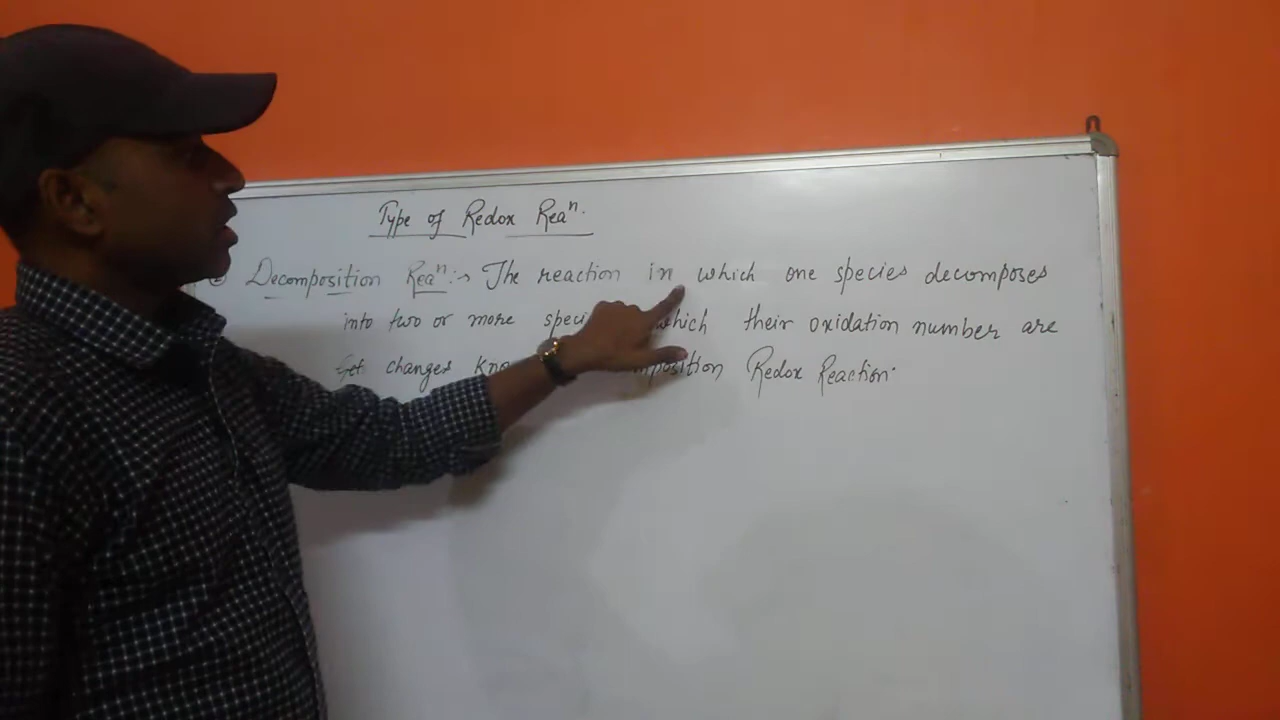 Type of Redox Reaⁿ.
Decomposition Reaⁿ :→ The reaction in which one species decomposes
into two or more which their oxidation number are
Get changes Redox Reaction.